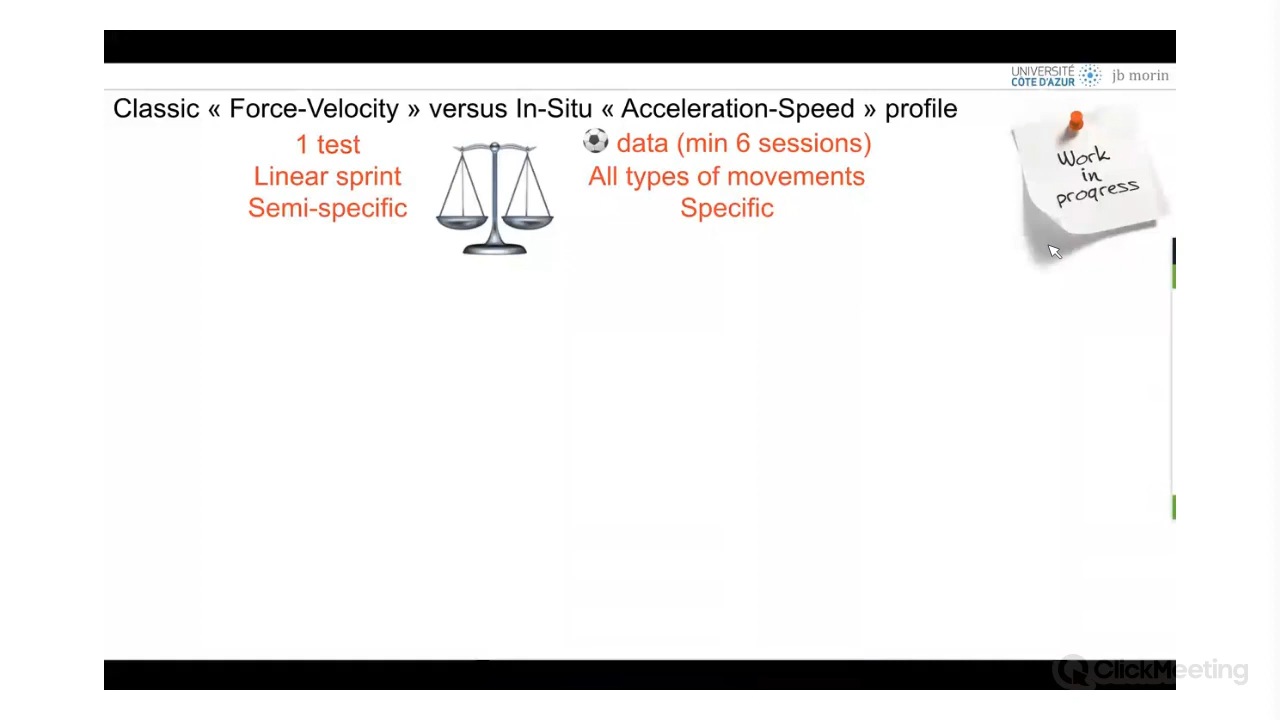 UNIVERSITÉ
CÔTE D'AZUR
jb morin
Classic « Force-Velocity » versus In-Situ « Acceleration-Speed » profile
1 test
Linear sprint
Semi-specific
data (min 6 sessions)
All types of movements
Specific
Work
in
progress
ClickMeeting